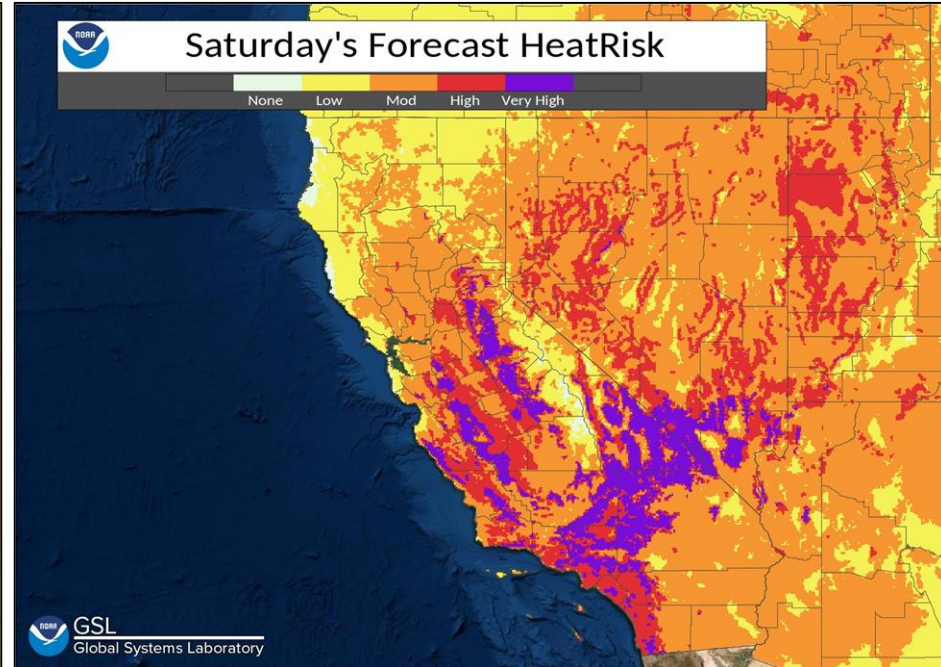 NOAA
Saturday's Forecast HeatRisk
None Low Mod High Very High
NOAA
GSL
Global Systems Laboratory